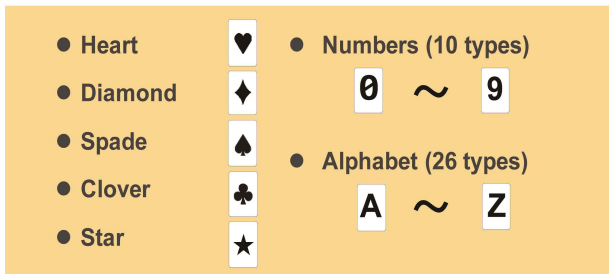 ● Heart ♥
● Diamond ♦
● Spade ♠
● Clover ♣
● Star ★
● Numbers (10 types)
0 ～ 9
● Alphabet (26 types)
A ～ Z